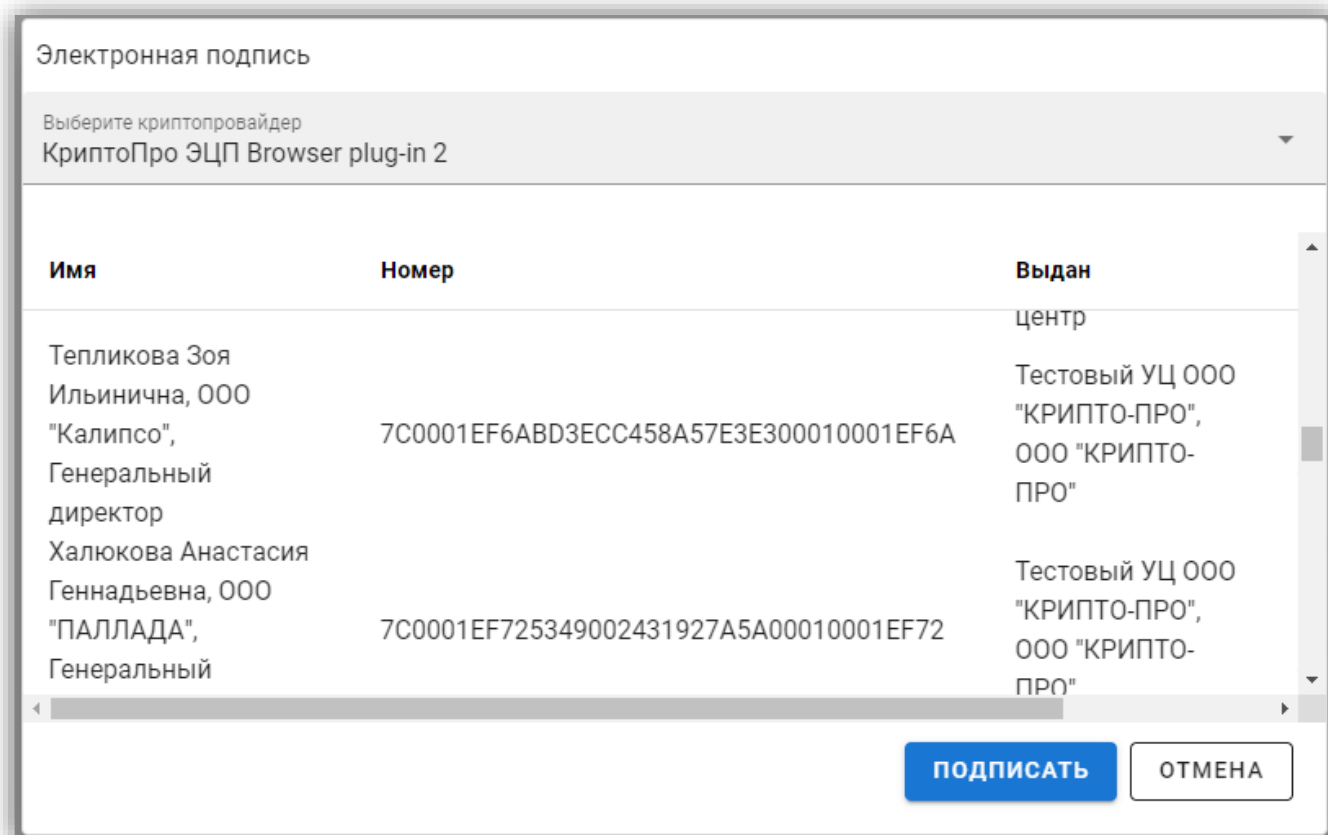 Электронная подпись
Выберите криптопровайдер
КриптоПро ЭЦП Browser plug-in 2
Имя
Номер
Выдан
центр
Тепликова Зоя
Ильинична, ООО
"Калипсо",
Генеральный
директор
7C0001EF6ABD3ECC458A57E3E300010001EF6A
Тестовый УЦ ООО
"КРИПТО-ПРО",
ООО "КРИПТО-
ПРО"
Халюкова Анастасия
Геннадьевна, ООО
"ПАЛЛАДА",
Генеральный
7C0001EF725349002431927A5A00010001EF72
Тестовый УЦ ООО
"КРИПТО-ПРО",
ООО "КРИПТО-
ПРО"
ПОДПИСАТЬ
ОТМЕНА